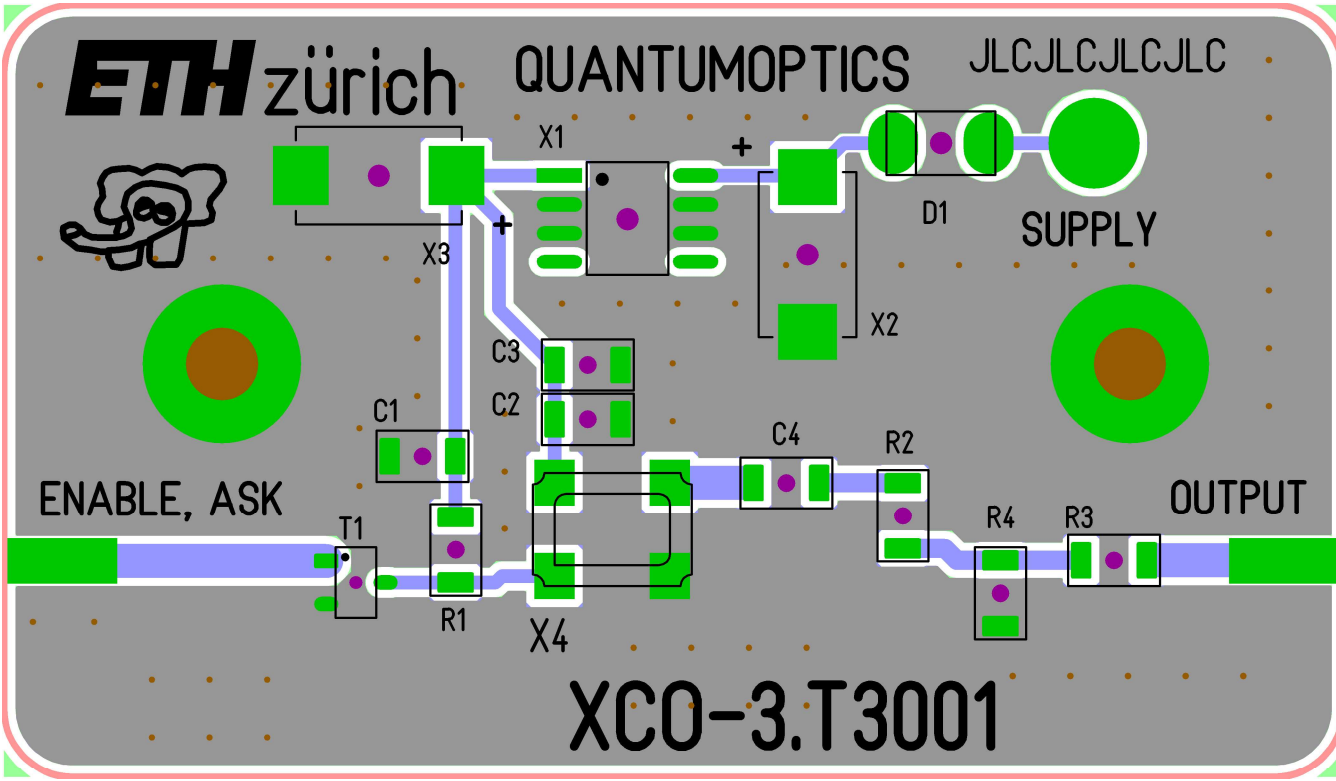 ETH zürich
QUANTUMOPTICS
JLCJLCJLCJLC
X1
+
D1
SUPPLY
+
X3
X2
C3
C2
C1
C4
R2
ENABLE, ASK
OUTPUT
T1
R4
R3
R1
X4
XCO-3.T3001